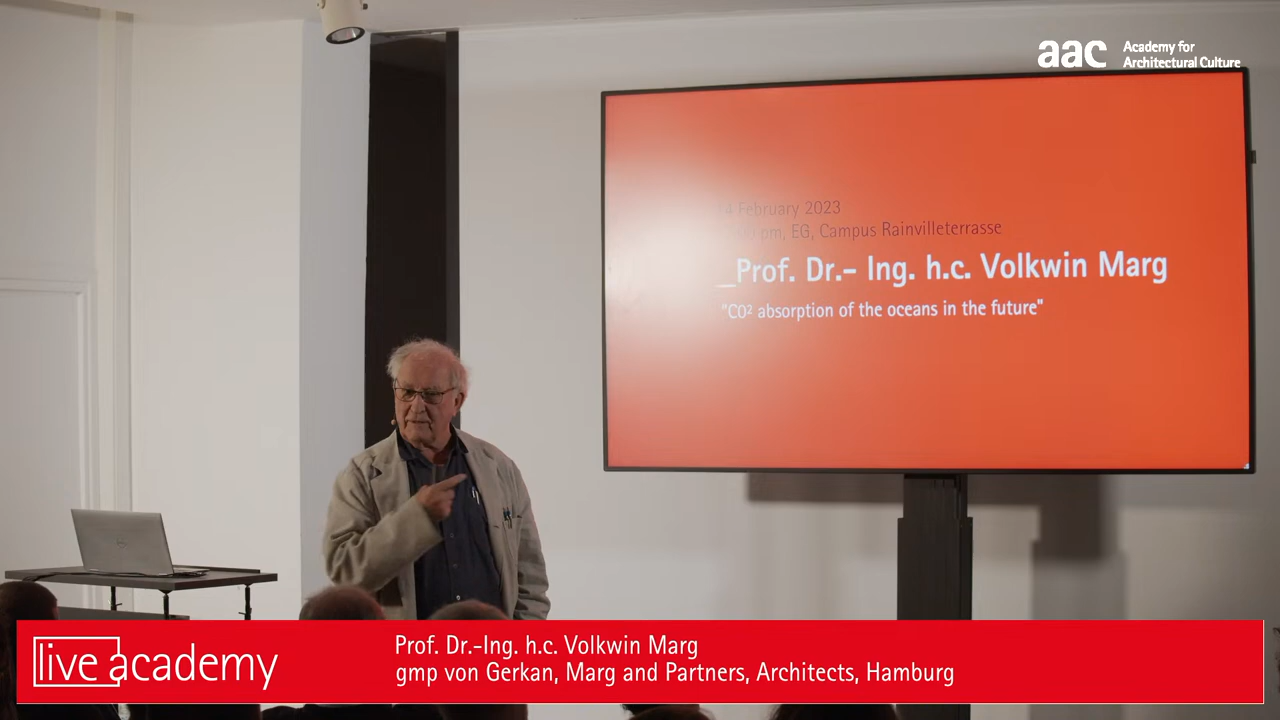 aac
Academy for
Architectural Culture
February 2023
pm, EG, Campus Rainvilleterrasse
_Prof. Dr.- Ing. h.c. Volkwin Marg
"CO² absorption of the oceans in the future"
live academy
Prof. Dr.-Ing. h.c. Volkwin Marg
gmp von Gerkan, Marg and Partners, Architects, Hamburg